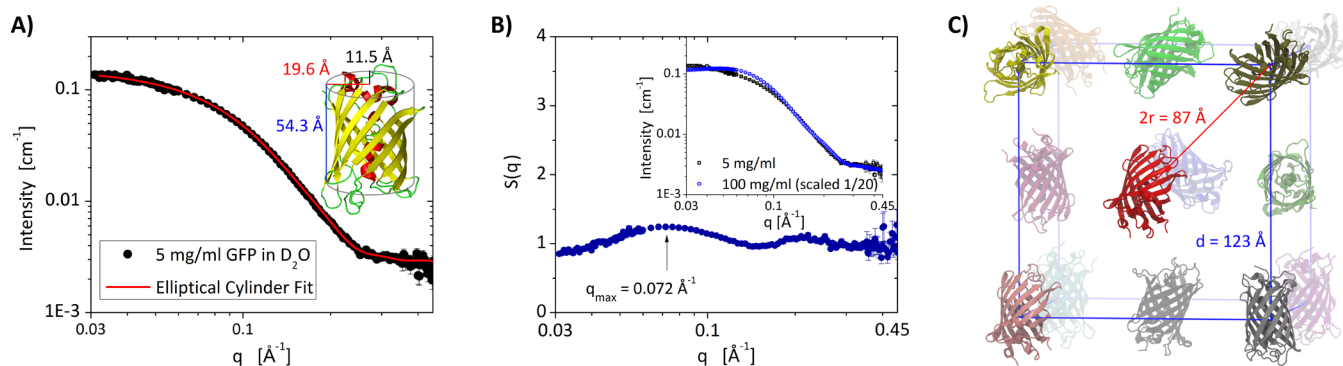 A)
Intensity [cm-1]
0.1
0.01
1E-3
11.5 Å
19.6 Å
54.3 Å
5 mg/ml GFP in D2O
Elliptical Cylinder Fit
0.03
0.1
q [Å-1]
B)
S(q)
4
3
2
1
0
Intensity [cm-1]
0.1
0.01
1E-3
5 mg/ml
100 mg/ml (scaled 1/20)
0.03
0.1
0.45
q [Å-1]
qmax = 0.072 Å-1
0.03
0.1
0.45
q [Å-1]
C)
2r = 87 Å
d = 123 Å